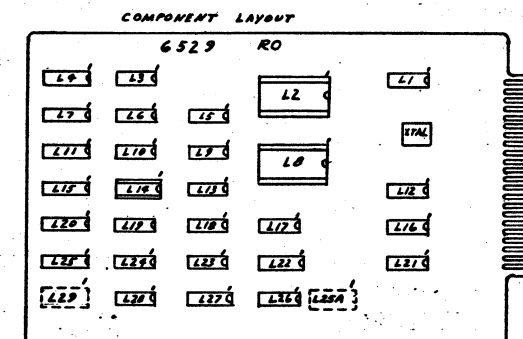 COMPONENT LAYOUT
6529 RO
L4 L3 L2 L1
L7 L6 L5 XTAL
L11 L10 L9 L8
L15 L14 L13 L12
L20 L19 L18 L17 L16
L25 L24 L23 L22 L21
L29 L28 L27 L26 L25A